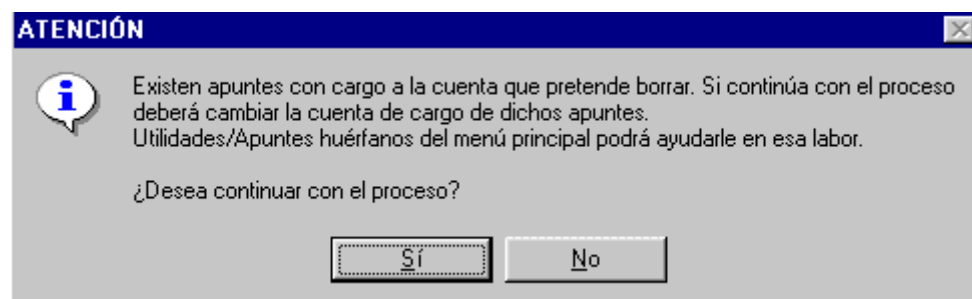 ATENCIÓN
Existen apuntes con cargo a la cuenta que pretende borrar. Si continúa con el proceso
deberá cambiar la cuenta de cargo de dichos apuntes.
Utilidades/Apuntes huérfanos del menú principal podrá ayudarle en esa labor.
¿Desea continuar con el proceso?
Sí No